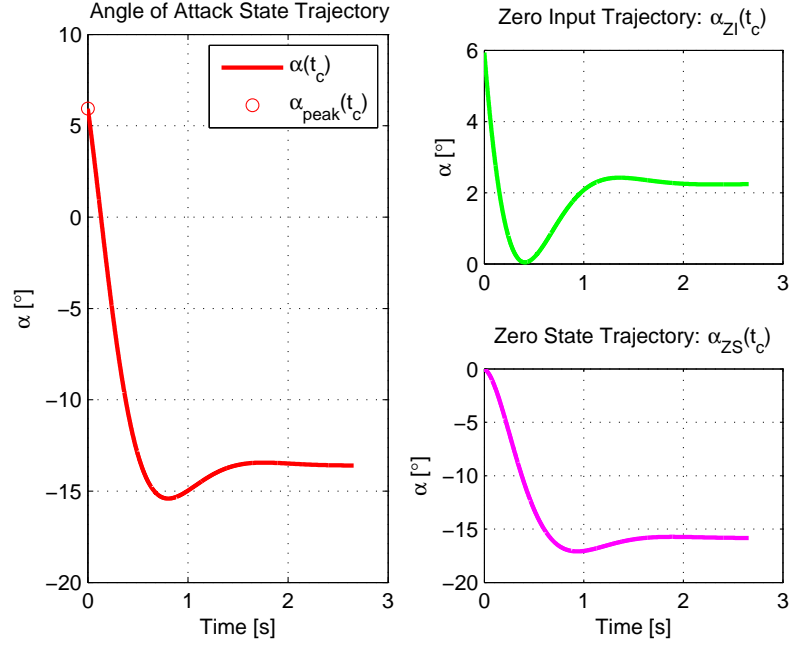 Angle of Attack State Trajectory
10
5
0
−5
−10
−15
−20
α [°]
0
1
2
3
Time [s]
α(t_c)
α_peak(t_c)
Zero Input Trajectory: α_ZI(t_c)
6
4
2
0
α [°]
0
1
2
3
Zero State Trajectory: α_ZS(t_c)
0
−5
−10
−15
−20
α [°]
0
1
2
3
Time [s]